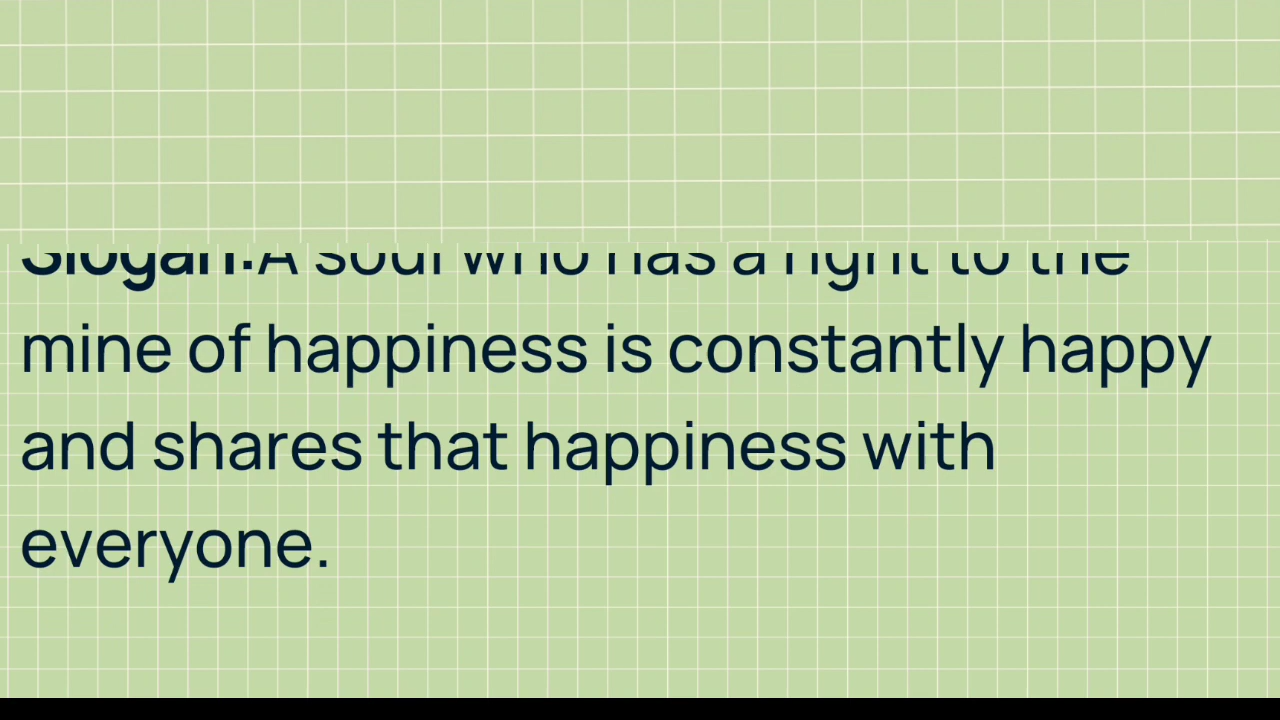 Slogan:A soul who has a right to the
mine of happiness is constantly happy
and shares that happiness with
everyone.